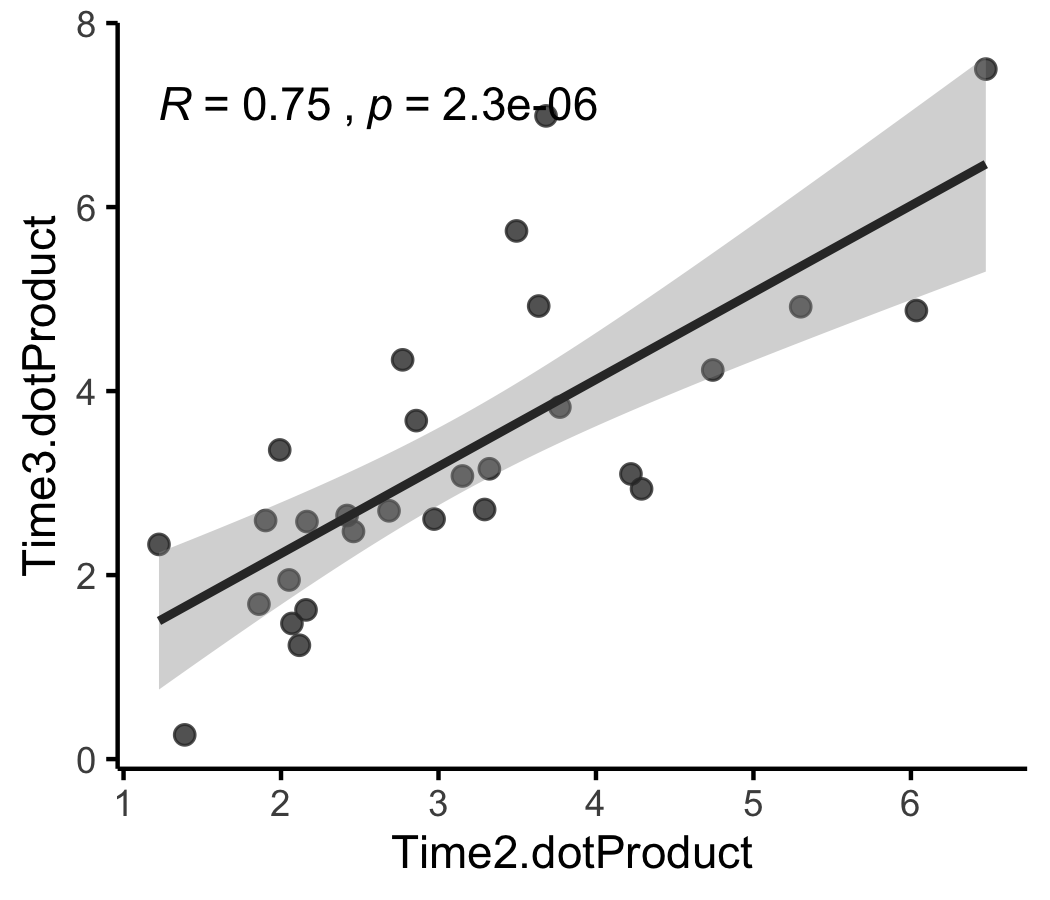 8
R = 0.75 , p = 2.3e-06
6
4
2
0
Time3.dotProduct
1 2 3 4 5 6
Time2.dotProduct